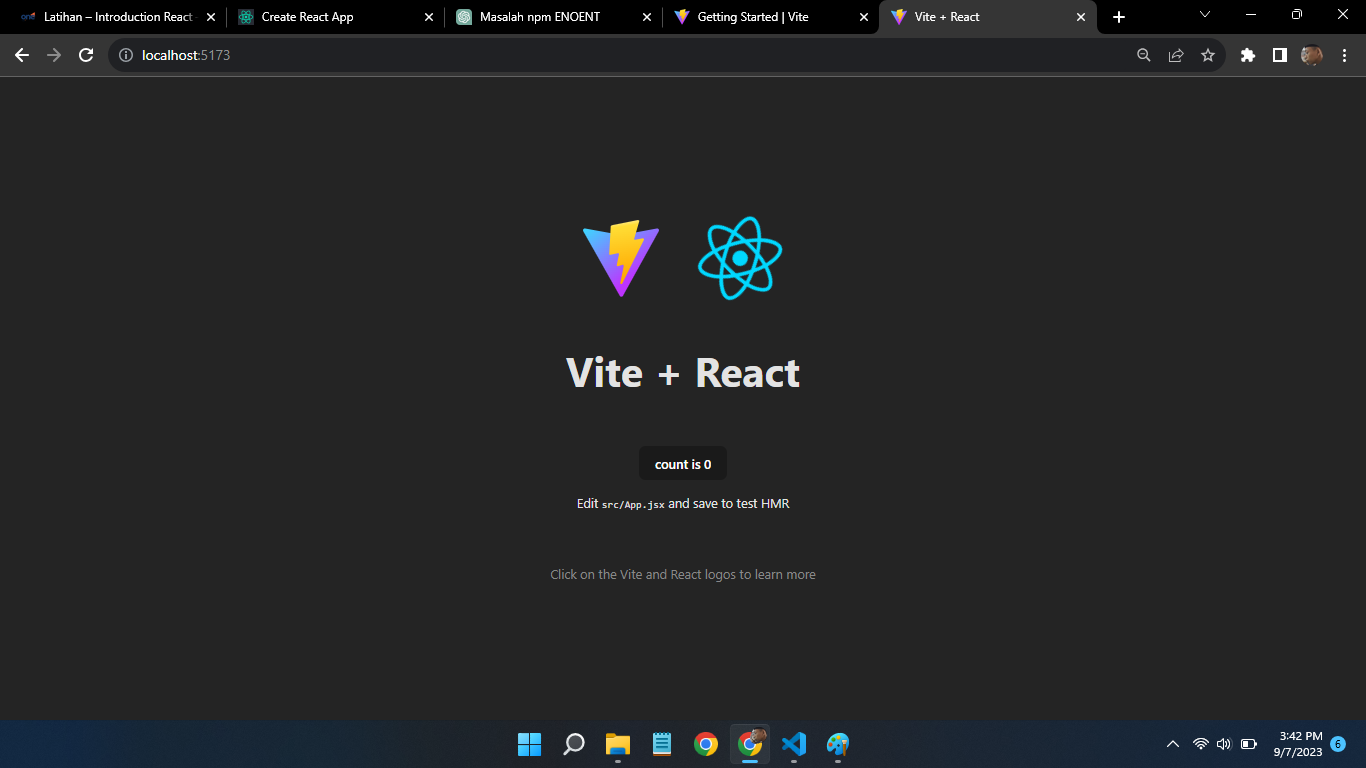 one
Latihan – Introduction React
Create React App
Masalah npm ENOENT
Getting Started | Vite
Vite + React
localhost:5173
Vite + React
count is 0
Edit src/App.jsx and save to test HMR
Click on the Vite and React logos to learn more
3:42 PM
9/7/2023
6